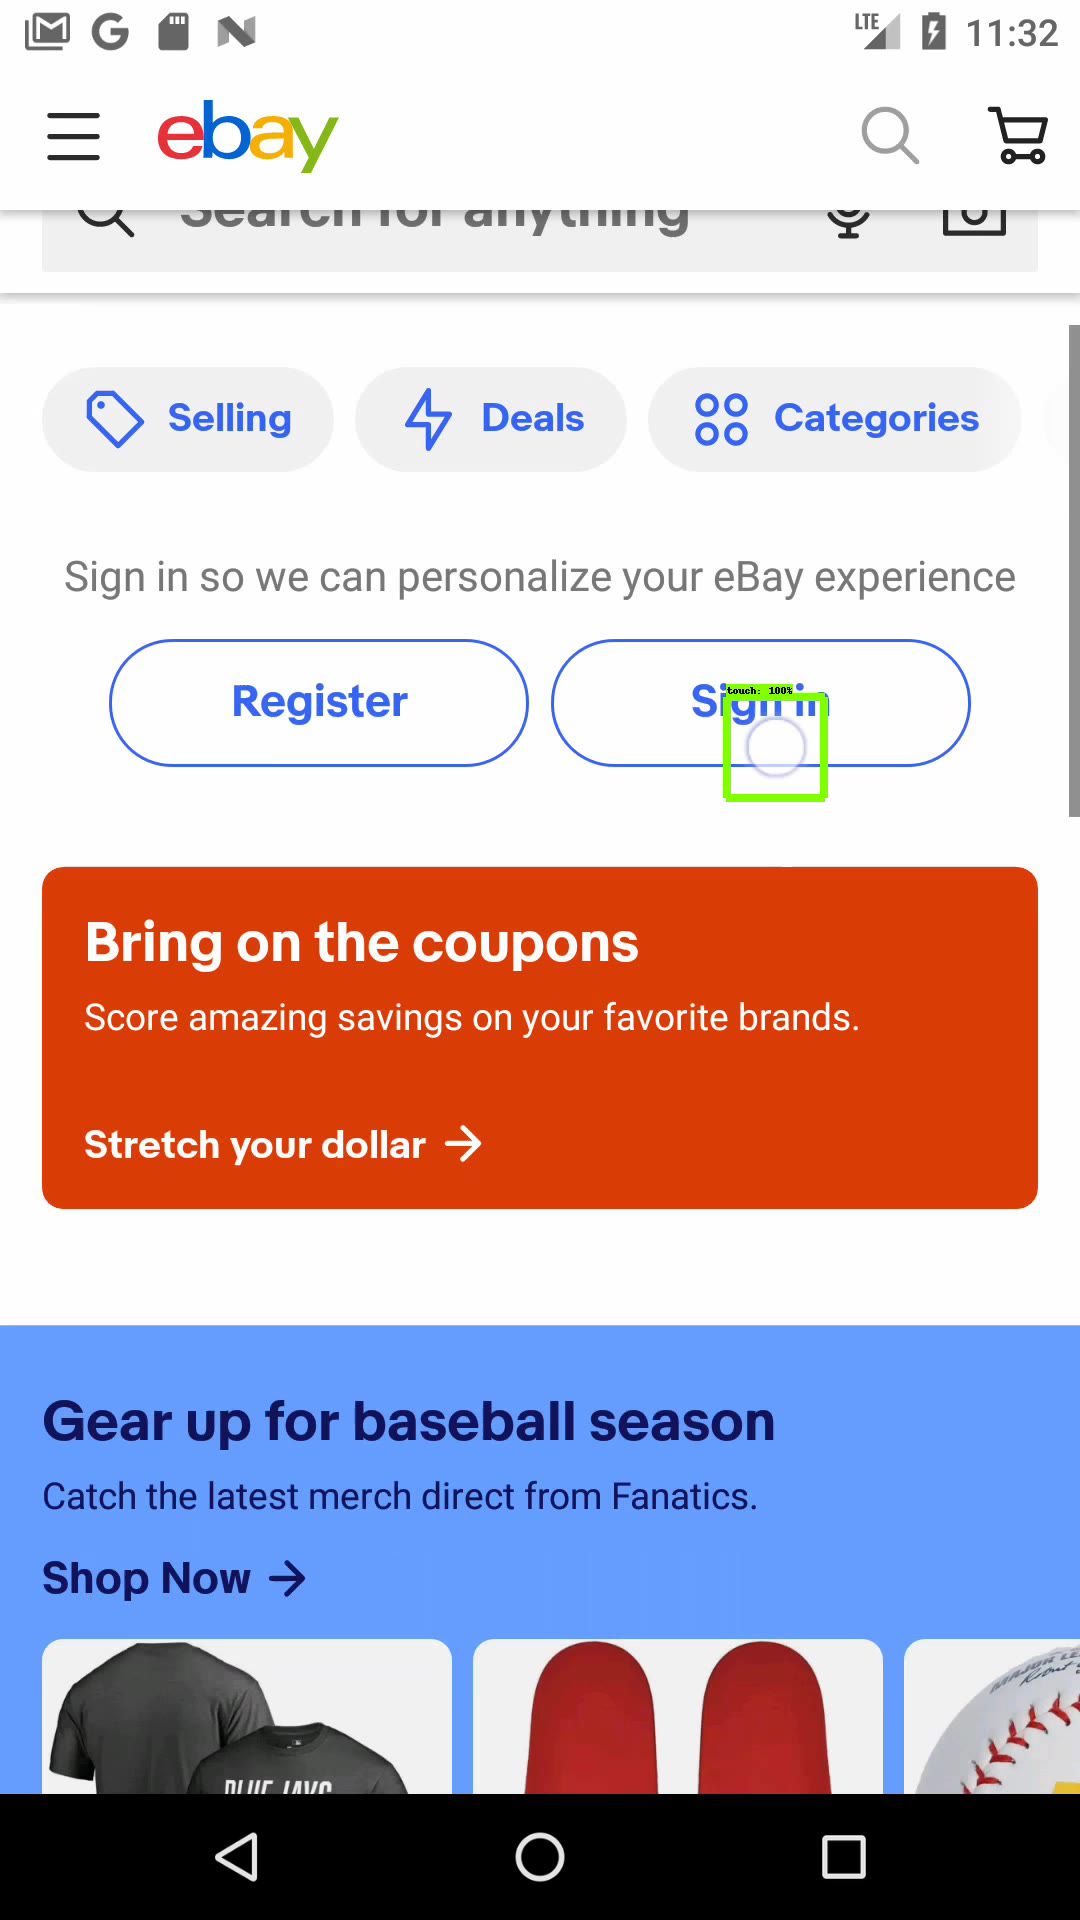 LTE 11:32
ebay
Search for anything
Selling Deals Categories
Sign in so we can personalize your eBay experience
Register Sign in
touch: 100%
Bring on the coupons
Score amazing savings on your favorite brands.
Stretch your dollar
Gear up for baseball season
Catch the latest merch direct from Fanatics.
Shop Now
BLUE JAYS